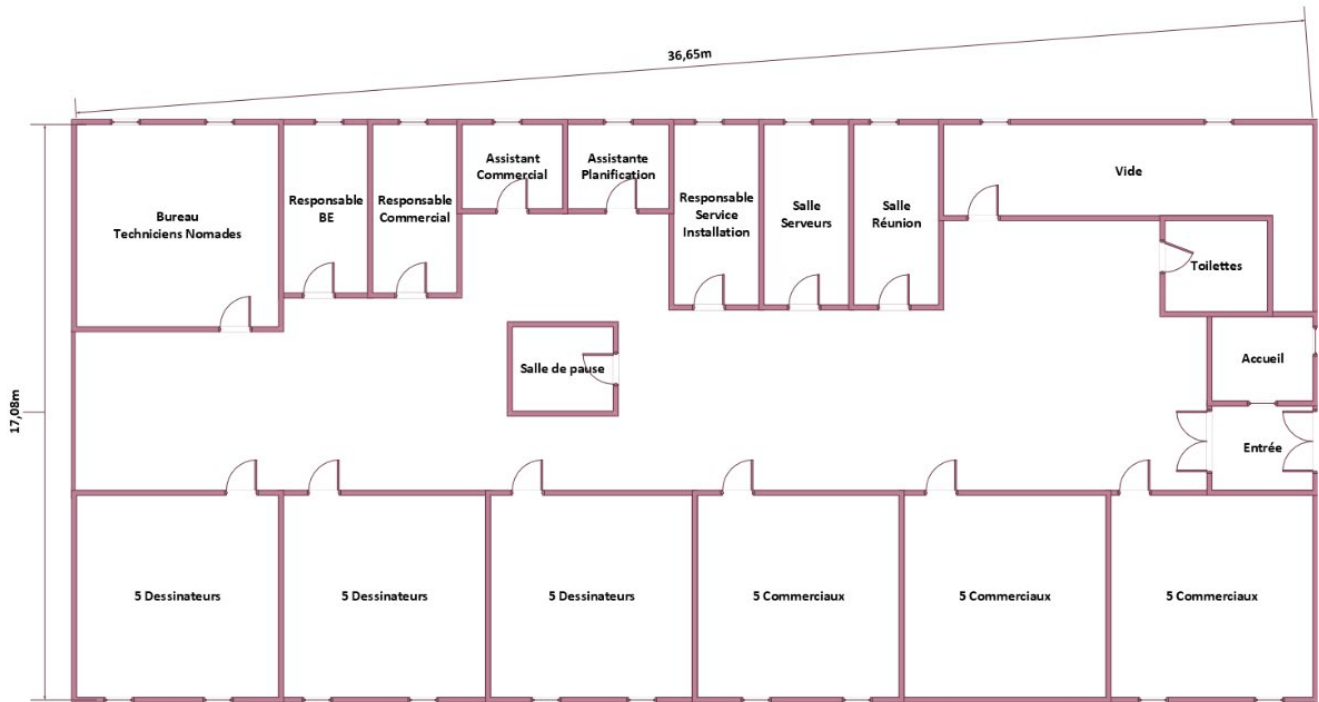 36,65m
17,08m
Bureau
Techniciens Nomades
Responsable
BE
Responsable
Commercial
Assistant
Commercial
Assistante
Planification
Responsable
Service
Installation
Salle
Serveurs
Salle
Réunion
Vide
Toilettes
Salle de pause
Accueil
Entrée
5 Dessinateurs
5 Dessinateurs
5 Dessinateurs
5 Commerciaux
5 Commerciaux
5 Commerciaux